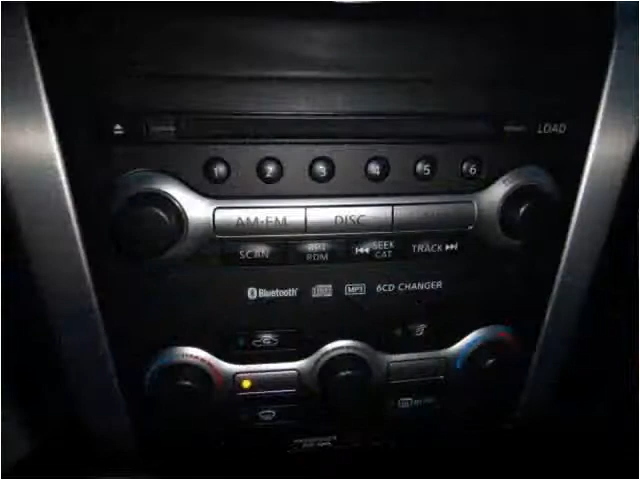 LOAD
1 2 3 4 5 6
AM·FM DISC
SCAN RPT RDM SEEK CAT TRACK
Bluetooth MP3 6CD CHANGER